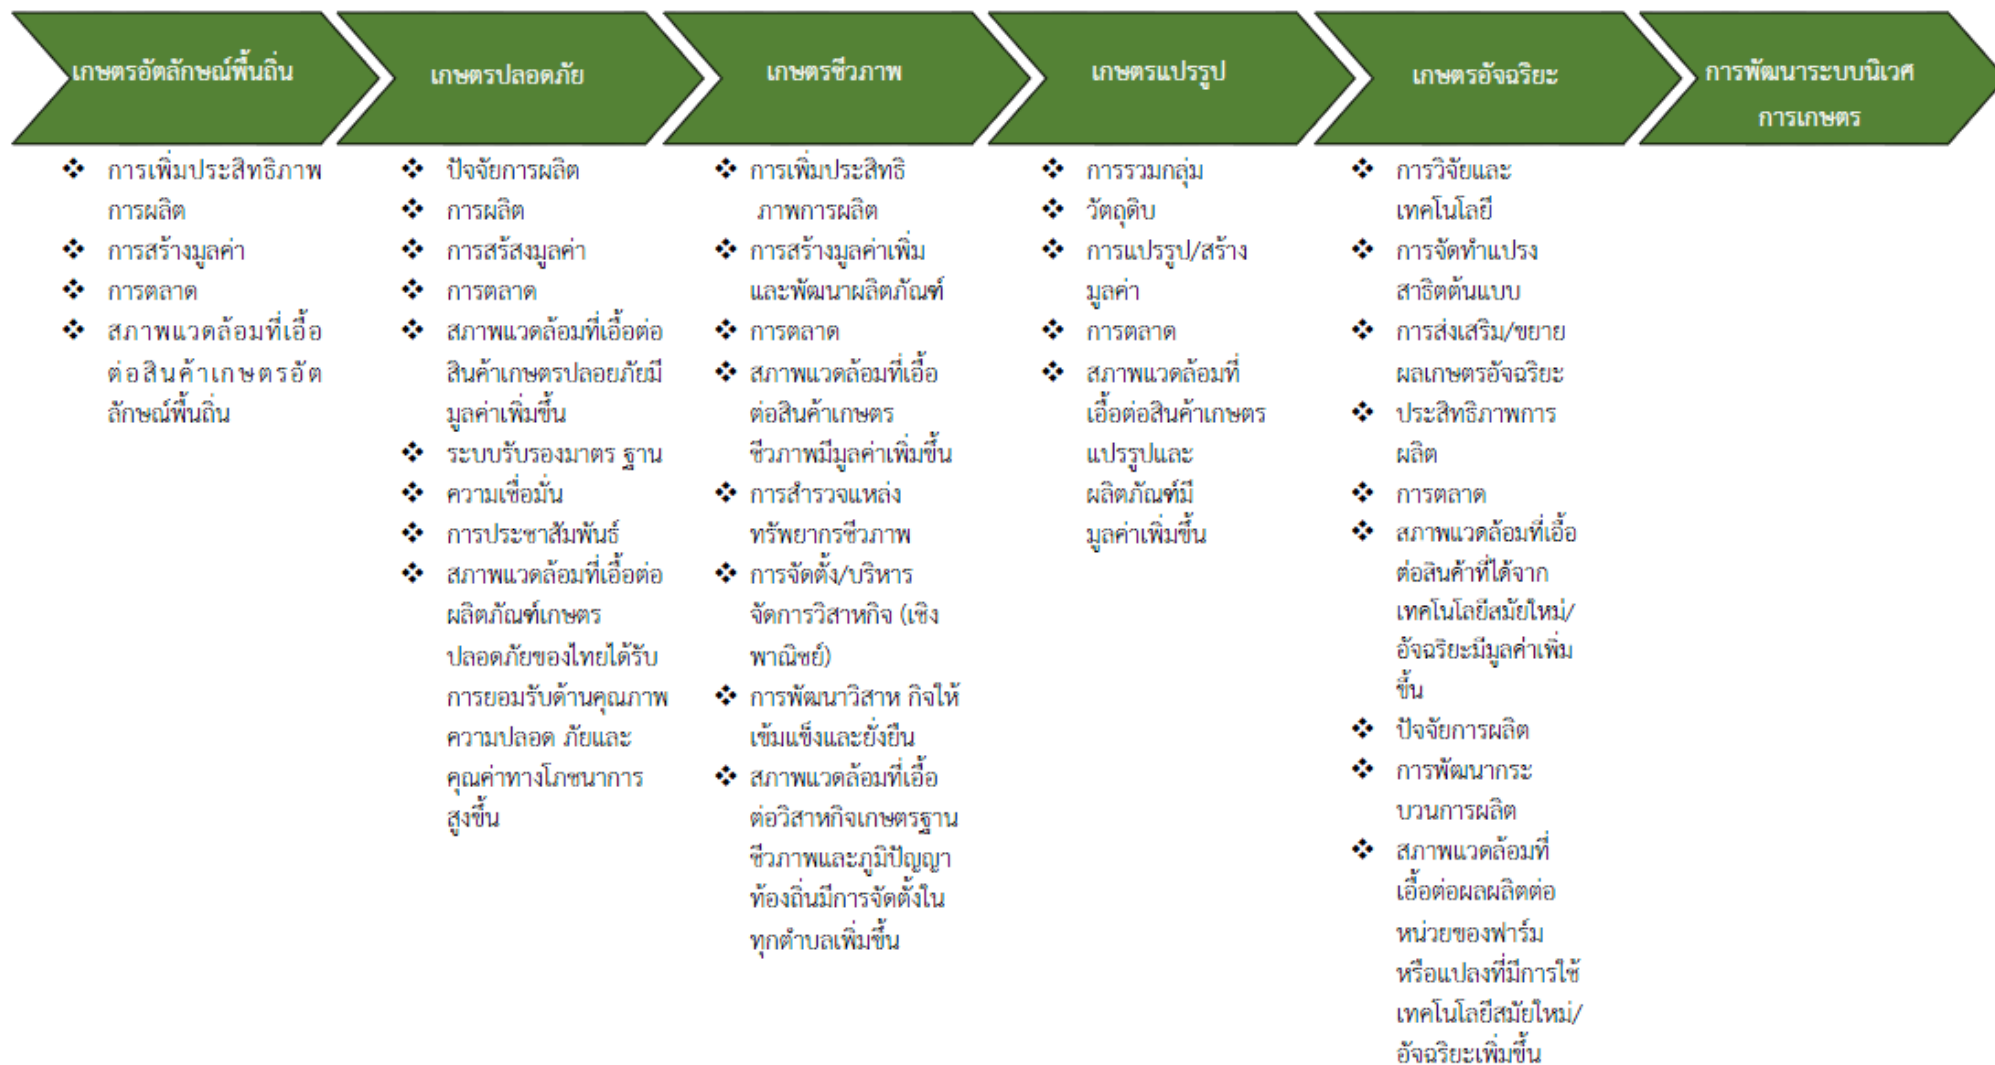 เกษตรอัตลักษณ์พื้นถิ่น
เกษตรปลอดภัย
เกษตรชีวภาพ
เกษตรแปรรูป
เกษตรอัจฉริยะ
การพัฒนาระบบนิเวศ
การเกษตร
❖ การเพิ่มประสิทธิภาพ
การผลิต
❖ การสร้างมูลค่า
❖ การตลาด
❖ สภาพแวดล้อมที่เอื้อ
ต่อสินค้าเกษตรอัต
ลักษณ์พื้นถิ่น
❖ ปัจจัยการผลิต
❖ การผลิต
❖ การสร้สงมูลค่า
❖ การตลาด
❖ สภาพแวดล้อมที่เอื้อต่อ
สินค้าเกษตรปลอยภัยมี
มูลค่าเพิ่มขึ้น
❖ ระบบรับรองมาตร ฐาน
❖ ความเชื่อมั่น
❖ การประชาสัมพันธ์
❖ สภาพแวดล้อมที่เอื้อต่อ
ผลิตภัณฑ์เกษตร
ปลอดภัยของไทยได้รับ
การยอมรับด้านคุณภาพ
ความปลอด ภัยและ
คุณค่าทางโภชนาการ
สูงขึ้น
❖ การเพิ่มประสิทธิ
ภาพการผลิต
❖ การสร้างมูลค่าเพิ่ม
และพัฒนาผลิตภัณฑ์
❖ การตลาด
❖ สภาพแวดล้อมที่เอื้อ
ต่อสินค้าเกษตร
ชีวภาพมีมูลค่าเพิ่มขึ้น
❖ การสำรวจแหล่ง
ทรัพยากรชีวภาพ
❖ การจัดตั้ง/บริหาร
จัดการวิสาหกิจ (เชิง
พาณิชย์)
❖ การพัฒนาวิสาห กิจให้
เข้มแข็งและยั่งยืน
❖ สภาพแวดล้อมที่เอื้อ
ต่อวิสาหกิจเกษตรฐาน
ชีวภาพและภูมิปัญญา
ท้องถิ่นมีการจัดตั้งใน
ทุกตำบลเพิ่มขึ้น
❖ การรวมกลุ่ม
❖ วัตถุดิบ
❖ การแปรรูป/สร้าง
มูลค่า
❖ การตลาด
❖ สภาพแวดล้อมที่
เอื้อต่อสินค้าเกษตร
แปรรูปและ
ผลิตภัณฑ์มี
มูลค่าเพิ่มขึ้น
❖ การวิจัยและ
เทคโนโลยี
❖ การจัดทำแปรง
สาธิตต้นแบบ
❖ การส่งเสริม/ขยาย
ผลเกษตรอัจฉริยะ
❖ ประสิทธิภาพการ
ผลิต
❖ การตลาด
❖ สภาพแวดล้อมที่เอื้อ
ต่อสินค้าที่ได้จาก
เทคโนโลยีสมัยใหม่/
อัจฉริยะมีมูลค่าเพิ่ม
ขึ้น
❖ ปัจจัยการผลิต
❖ การพัฒนากระ
บวนการผลิต
❖ สภาพแวดล้อมที่
เอื้อต่อผลผลิตต่อ
หน่วยของฟาร์ม
หรือแปลงที่มีการใช้
เทคโนโลยีสมัยใหม่/
อัจฉริยะเพิ่มขึ้น